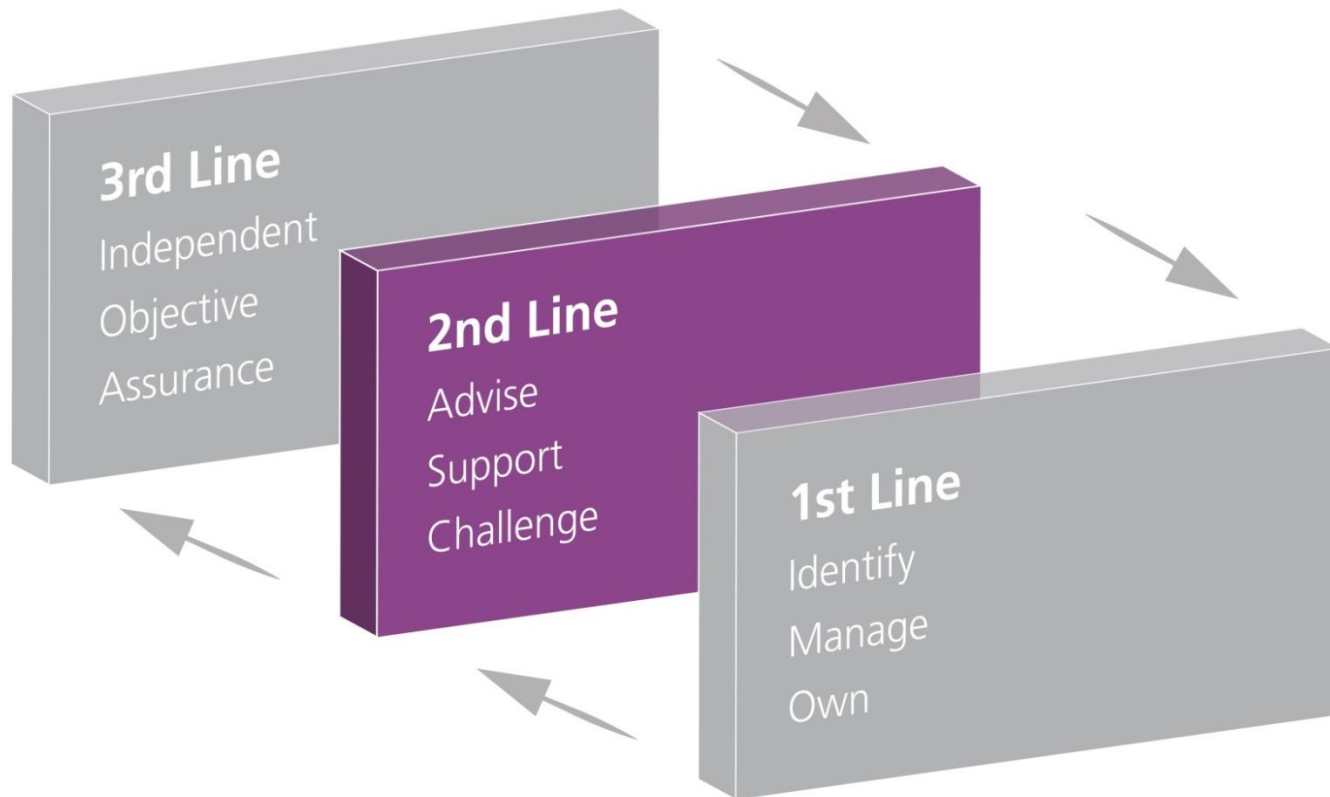 3rd Line
Independent
Objective
Assurance
2nd Line
Advise
Support
Challenge
1st Line
Identify
Manage
Own